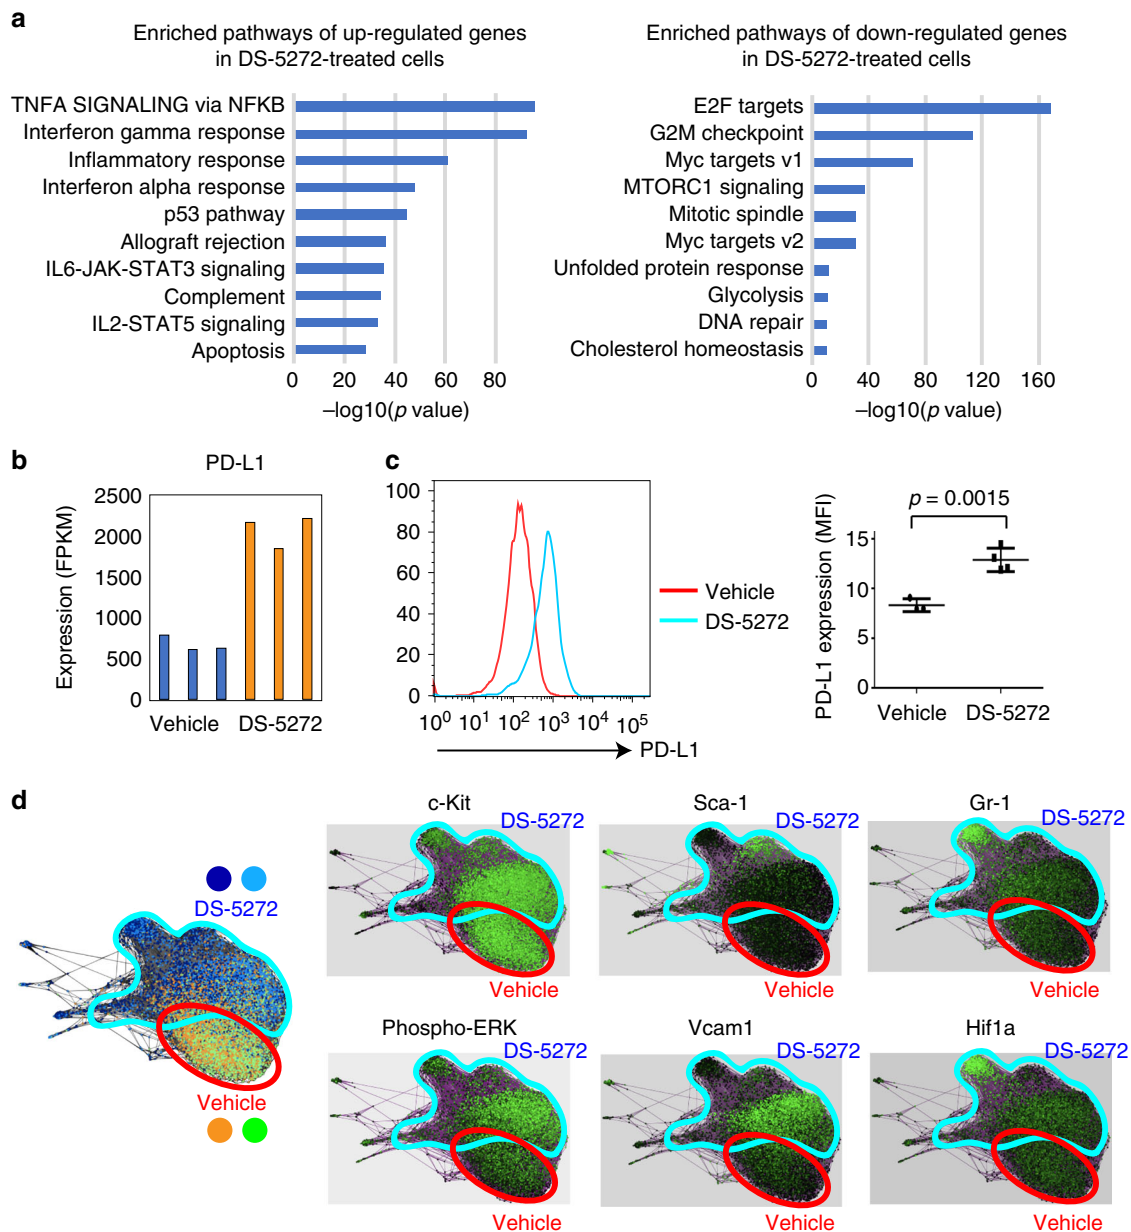 a
Enriched pathways of up-regulated genes
in DS-5272-treated cells
TNFA SIGNALING via NFKB
Interferon gamma response
Inflammatory response
Interferon alpha response
p53 pathway
Allograft rejection
IL6-JAK-STAT3 signaling
Complement
IL2-STAT5 signaling
Apoptosis
0 20 40 60 80
–log10(p value)
Enriched pathways of down-regulated genes
in DS-5272-treated cells
E2F targets
G2M checkpoint
Myc targets v1
MTORC1 signaling
Mitotic spindle
Myc targets v2
Unfolded protein response
Glycolysis
DNA repair
Cholesterol homeostasis
0 40 80 120 160
–log10(p value)
b
PD-L1
Expression (FPKM)
2500
2000
1500
1000
500
0
Vehicle DS-5272
c
100
80
60
40
20
0
10^0 10^1 10^2 10^3 10^4 10^5
PD-L1
Vehicle
DS-5272
p = 0.0015
PD-L1 expression (MFI)
15
10
5
0
Vehicle DS-5272
d
DS-5272
Vehicle
c-Kit
DS-5272
Vehicle
Sca-1
DS-5272
Vehicle
Gr-1
DS-5272
Vehicle
Phospho-ERK
DS-5272
Vehicle
Vcam1
DS-5272
Vehicle
Hif1a
DS-5272
Vehicle